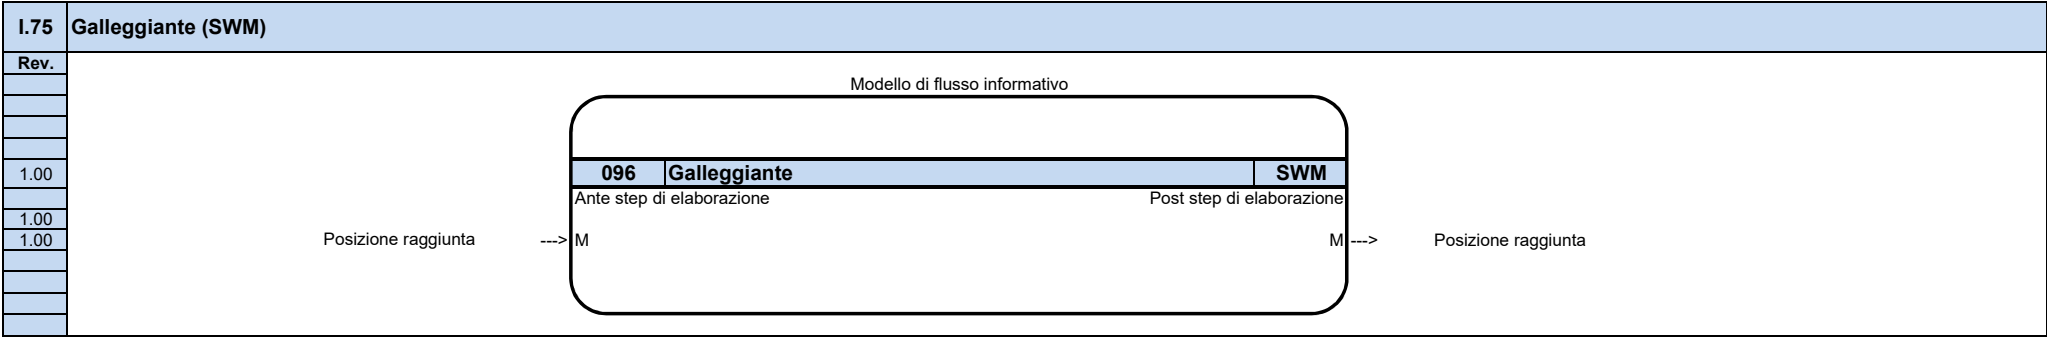 I.75 Galleggiante (SWM)
Rev.
Modello di flusso informativo
1.00 096 Galleggiante SWM
Ante step di elaborazione Post step di elaborazione
1.00
1.00 Posizione raggiunta ---> M M ---> Posizione raggiunta